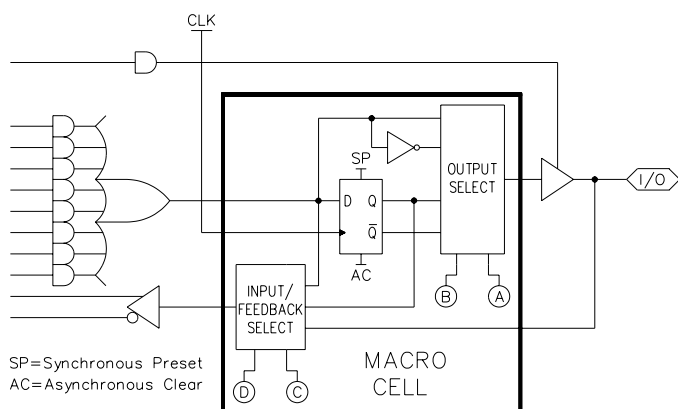 CLK
SP
D Q
Q̅
AC
OUTPUT
SELECT
I/O
B
A
INPUT/
FEEDBACK
SELECT
D
C
SP=Synchronous Preset
AC=Asynchronous Clear
MACRO
CELL